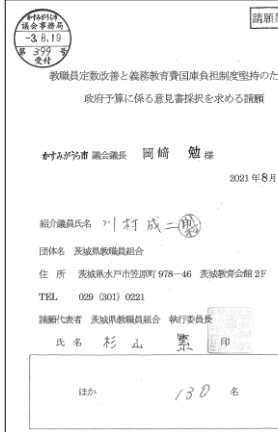 請願
かすみがうら市
議会事務局
-3.8.19
第 399 号
受付
教職員定数改善と義務教育費国庫負担制度堅持のた
政府予算に係る意見書採択を求める請願
かすみがうら市 議会議長 岡﨑 勉 様
2021年8月
紹介議員氏名 川村成二
団体名 茨城県教職員組合
住 所 茨城県水戸市笠原町978-46 茨城教育会館2F
TEL 029 (301) 0221
請願代表者 茨城県教職員組合 執行委員長
氏 名 杉山 繁 印
ほか 130 名